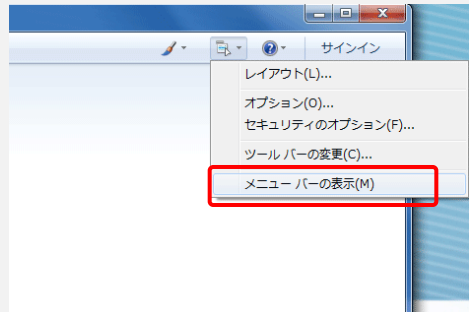 サインイン
レイアウト(L)...
オプション(O)...
セキュリティのオプション(F)...
ツール バーの変更(C)...
メニュー バーの表示(M)